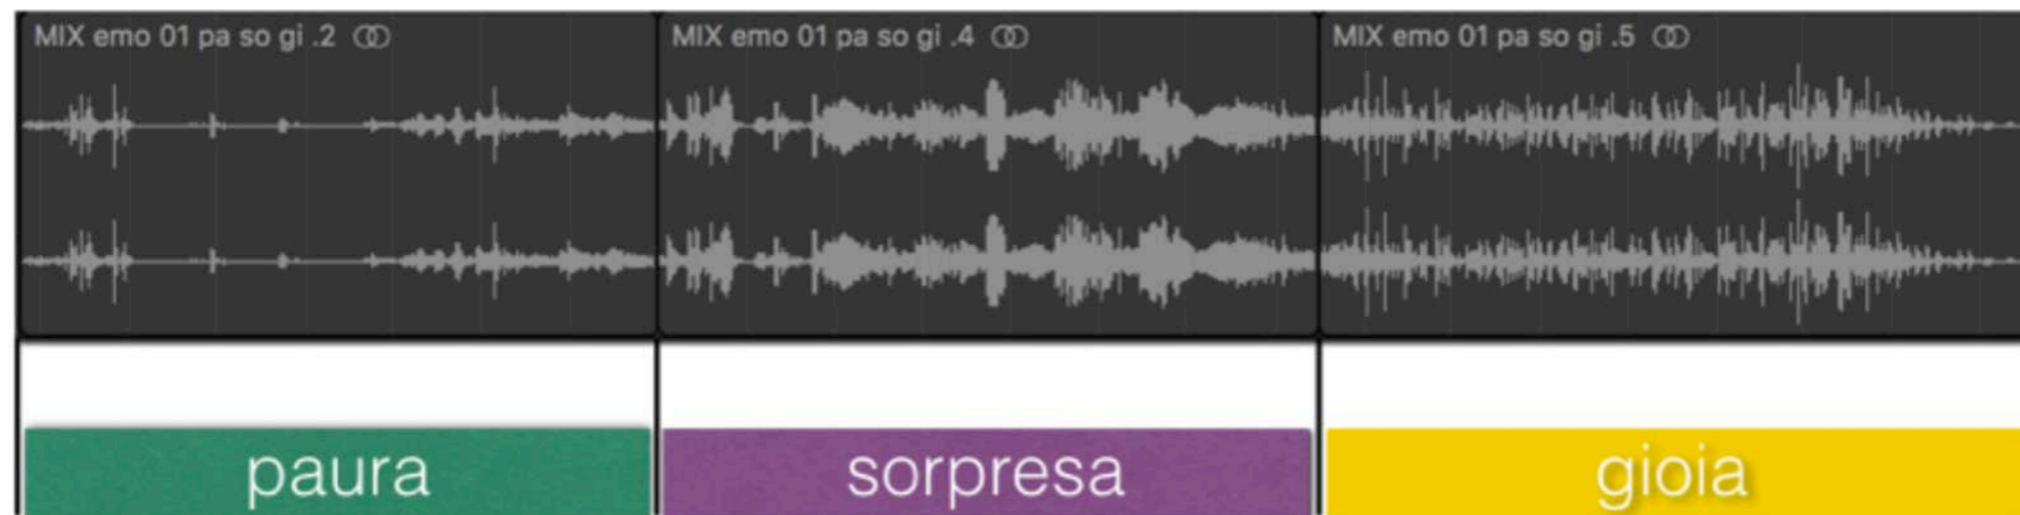 MIX emo 01 pa so gi .2
MIX emo 01 pa so gi .4
MIX emo 01 pa so gi .5
paura
sorpresa
gioia